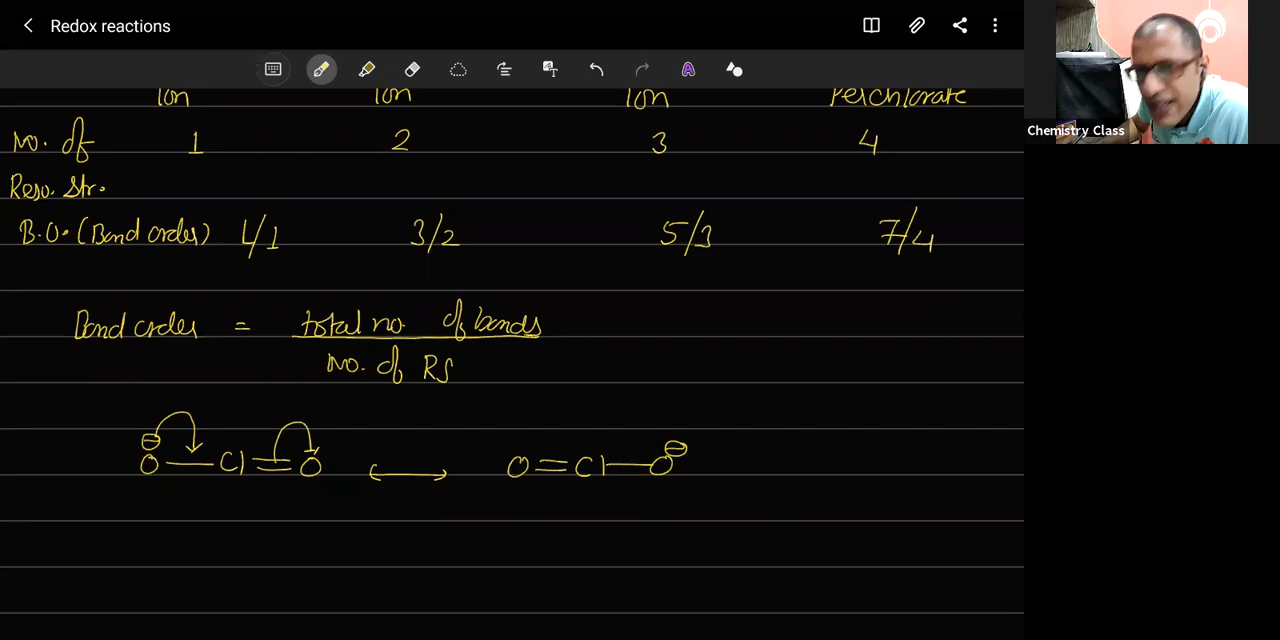 Redox reactions
Ion Ion Ion Perchlorate
No. of 1 2 3 4
Reso. Str.
B.O. (Bond order) 1/1 3/2 5/3 7/4
Bond order = total no. of bonds
No. of RS
⊖ ⊖
O — Cl = O ⟷ O = Cl — O
Chemistry Class